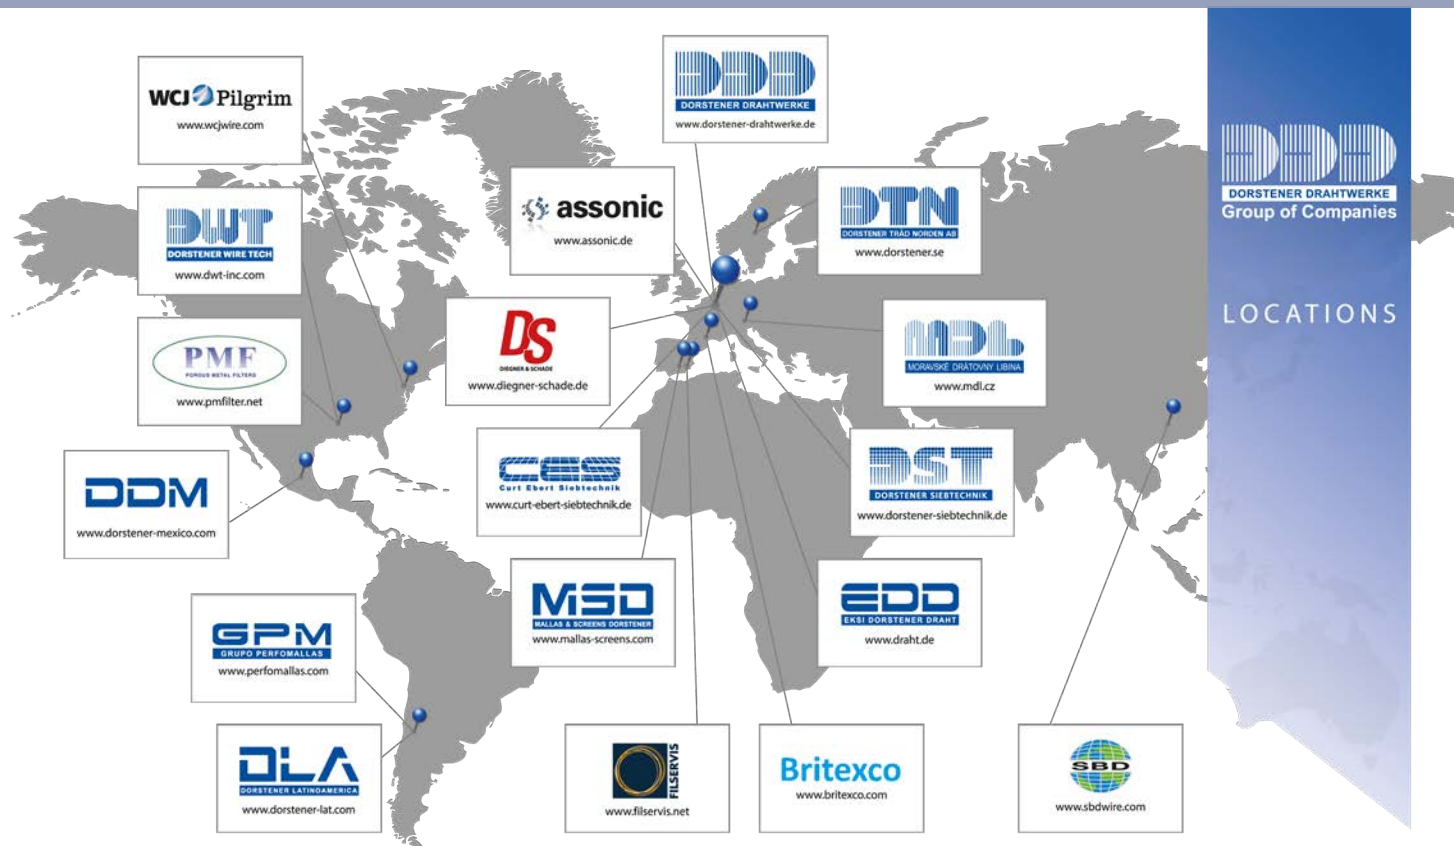 WCJ Pilgrim
www.wcjwire.com
DWT
DORSTENER WIRE TECH
www.dwt-inc.com
PMF
POROUS METAL FILTERS
www.pmfilter.net
DDM
www.dorstener-mexico.com
GPM
GRUPO PERFOMALLAS
www.perfomallas.com
DLA
DORSTENER LATINOAMERICA
www.dorstener-lat.com
DDD
DORSTENER DRAHTWERKE
www.dorstener-drahtwerke.de
assonic
www.assonic.de
DS
DIEGNER & SCHADE
www.diegner-schade.de
CES
Curt Ebert Siebtechnik
www.curt-ebert-siebtechnik.de
MSD
MALLAS & SCREENS DORSTENER
www.mallas-screens.com
FILSERVIS
www.filservis.net
Britexco
www.britexco.com
DTN
DORSTENER TRÅD NORDEN AB
www.dorstener.se
MDL
MORAVSKÉ DRÁTOVNY LIBINA
www.mdl.cz
DST
DORSTENER SIEBTECHNIK
www.dorstener-siebtechnik.de
EDD
EKSI DORSTENER DRAHT
www.draht.de
SBD
www.sbdwire.com
DDD
DORSTENER DRAHTWERKE
Group of Companies
LOCATIONS